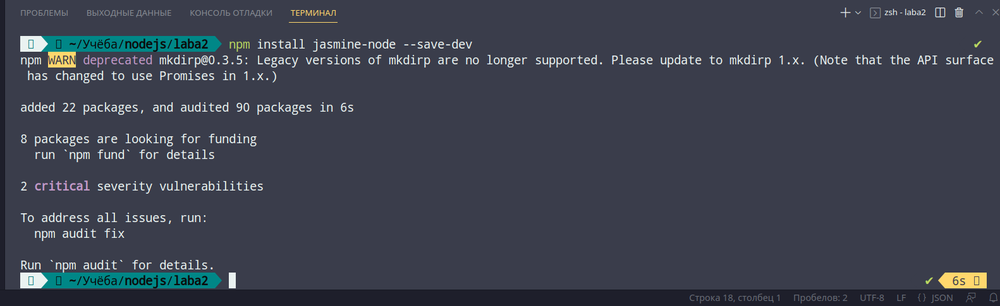 ПРОБЛЕМЫ ВЫХОДНЫЕ ДАННЫЕ КОНСОЛЬ ОТЛАДКИ ТЕРМИНАЛ zsh - laba2
~/Учёба/nodejs/laba2 npm install jasmine-node --save-dev ✔
npm WARN deprecated mkdirp@0.3.5: Legacy versions of mkdirp are no longer supported. Please update to mkdirp 1.x. (Note that the API surface
has changed to use Promises in 1.x.)
added 22 packages, and audited 90 packages in 6s
8 packages are looking for funding
run `npm fund` for details
2 critical severity vulnerabilities
To address all issues, run:
npm audit fix
Run `npm audit` for details.
~/Учёба/nodejs/laba2 ✔ 6s
Строка 18, столбец 1 Пробелов: 2 UTF-8 LF {} JSON